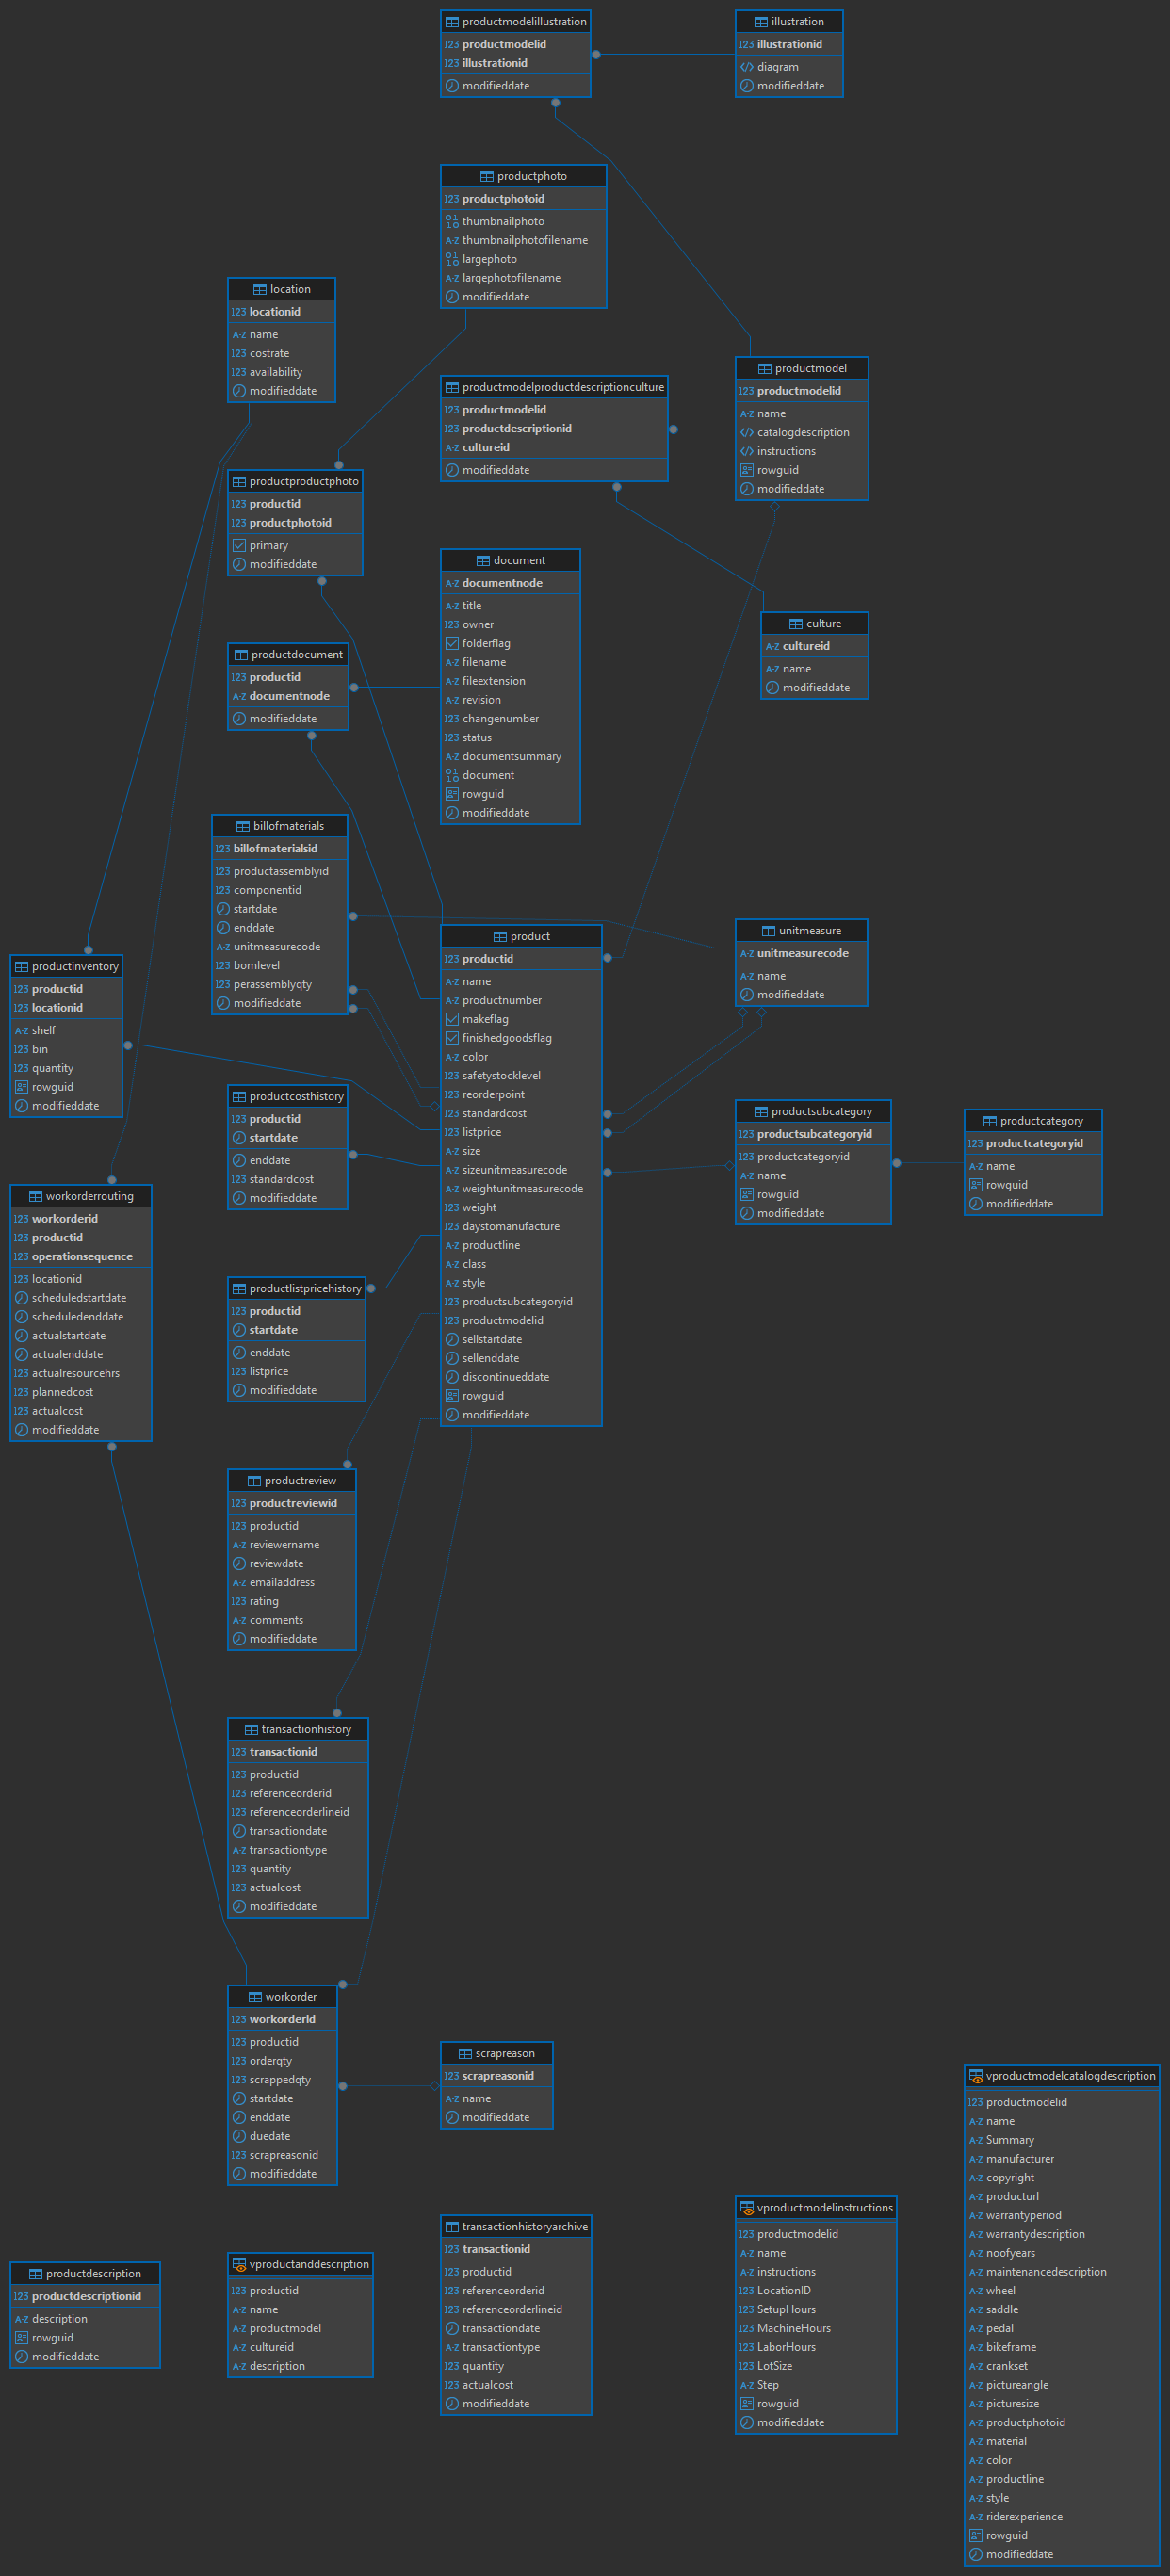 productmodelillustration
123 productmodelid
123 illustrationid
modifieddate
illustration
123 illustrationid
diagram
modifieddate
productphoto
123 productphotoid
thumbnailphoto
A-Z thumbnailphotofilename
largephoto
A-Z largephotofilename
modifieddate
location
123 locationid
A-Z name
123 costrate
123 availability
modifieddate
productmodel
123 productmodelid
A-Z name
catalogdescription
instructions
rowguid
modifieddate
productmodelproductdescriptionculture
123 productmodelid
123 productdescriptionid
A-Z cultureid
modifieddate
productproductphoto
123 productid
123 productphotoid
primary
modifieddate
document
A-Z documentnode
A-Z title
123 owner
folderflag
A-Z filename
A-Z fileextension
A-Z revision
123 changenumber
123 status
A-Z documentsummary
document
rowguid
modifieddate
culture
A-Z cultureid
A-Z name
modifieddate
productdocument
123 productid
A-Z documentnode
modifieddate
billofmaterials
123 billofmaterialsid
123 productassemblyid
123 componentid
startdate
enddate
A-Z unitmeasurecode
123 bomlevel
123 perassemblyqty
modifieddate
product
123 productid
A-Z name
A-Z productnumber
makeflag
finishedgoodsflag
A-Z color
123 safetystocklevel
123 reorderpoint
123 standardcost
123 listprice
A-Z size
A-Z sizeunitmeasurecode
A-Z weightunitmeasurecode
123 weight
123 daystomanufacture
A-Z productline
A-Z class
A-Z style
123 productsubcategoryid
123 productmodelid
sellstartdate
sellenddate
discontinueddate
rowguid
modifieddate
unitmeasure
A-Z unitmeasurecode
A-Z name
modifieddate
productinventory
123 productid
123 locationid
A-Z shelf
123 bin
123 quantity
rowguid
modifieddate
productcosthistory
123 productid
startdate
enddate
123 standardcost
modifieddate
productsubcategory
123 productsubcategoryid
123 productcategoryid
A-Z name
rowguid
modifieddate
productcategory
123 productcategoryid
A-Z name
rowguid
modifieddate
workorderrouting
123 workorderid
123 productid
123 operationsequence
123 locationid
scheduledstartdate
scheduledenddate
actualstartdate
actualenddate
123 actualresourcehrs
123 plannedcost
123 actualcost
modifieddate
productlistpricehistory
123 productid
startdate
enddate
123 listprice
modifieddate
productreview
123 productreviewid
123 productid
A-Z reviewername
reviewdate
A-Z emailaddress
123 rating
A-Z comments
modifieddate
transactionhistory
123 transactionid
123 productid
123 referenceorderid
123 referenceorderlineid
transactiondate
A-Z transactiontype
123 quantity
123 actualcost
modifieddate
workorder
123 workorderid
123 productid
123 orderqty
123 scrappedqty
startdate
enddate
duedate
123 scrapreasonid
modifieddate
scrapreason
123 scrapreasonid
A-Z name
modifieddate
productdescription
123 productdescriptionid
A-Z description
rowguid
modifieddate
vproductanddescription
123 productid
A-Z name
A-Z productmodel
A-Z cultureid
A-Z description
transactionhistoryarchive
123 transactionid
123 productid
123 referenceorderid
123 referenceorderlineid
transactiondate
A-Z transactiontype
123 quantity
123 actualcost
modifieddate
vproductmodelinstructions
123 productmodelid
A-Z name
A-Z instructions
123 LocationID
123 SetupHours
123 MachineHours
123 LaborHours
123 LotSize
A-Z Step
rowguid
modifieddate
vproductmodelcatalogdescription
123 productmodelid
A-Z name
A-Z Summary
A-Z manufacturer
A-Z copyright
A-Z producturl
A-Z warrantyperiod
A-Z warrantydescription
A-Z noofyears
A-Z maintenancedescription
A-Z wheel
A-Z saddle
A-Z pedal
A-Z bikeframe
A-Z crankset
A-Z pictureangle
A-Z picturesize
A-Z productphotoid
A-Z material
A-Z color
A-Z productline
A-Z style
A-Z riderexperience
rowguid
modifieddate